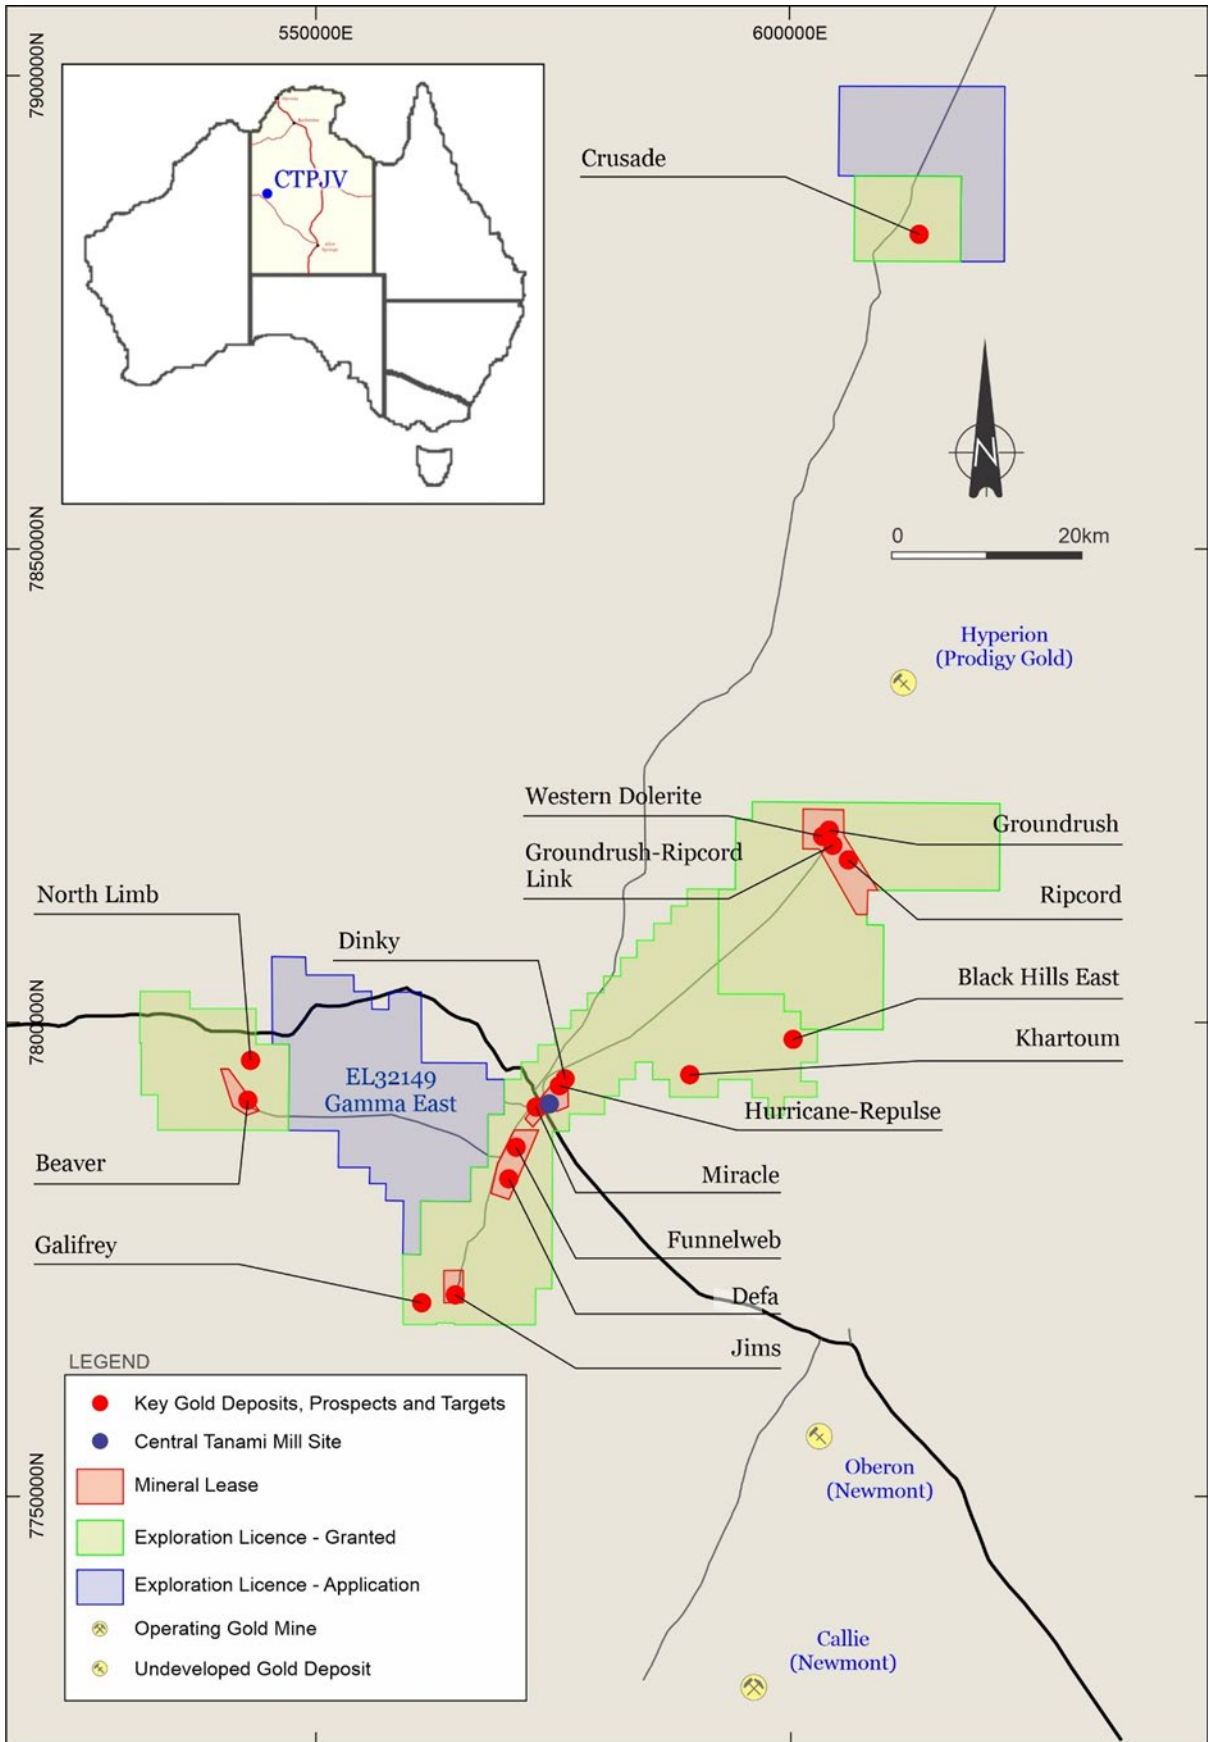 550000E
600000E
7900000N
7850000N
7800000N
7750000N
CTPJV
Crusade
N
0 20km
Hyperion
(Prodigy Gold)
Western Dolerite
Groundrush
Groundrush-Ripcord
Link
Ripcord
North Limb
Dinky
Black Hills East
Khartoum
EL32149
Gamma East
Hurricane-Repulse
Beaver
Miracle
Galifrey
Funnelweb
Defa
Jims
LEGEND
Key Gold Deposits, Prospects and Targets
Central Tanami Mill Site
Mineral Lease
Exploration Licence - Granted
Exploration Licence - Application
Operating Gold Mine
Undeveloped Gold Deposit
Oberon
(Newmont)
Callie
(Newmont)